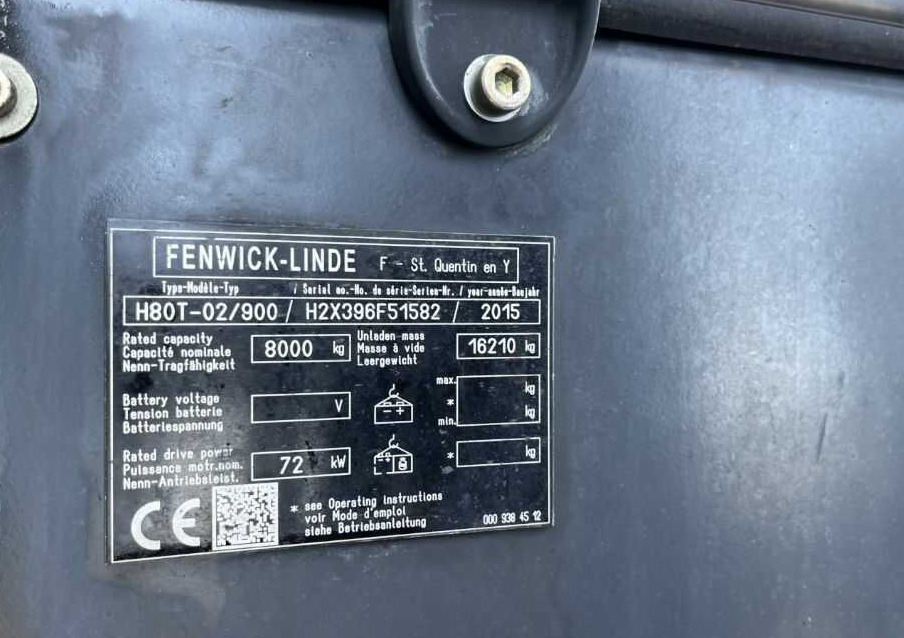 FENWICK-LINDE F - St. Quentin en Y
Type-Modèle-Typ / Serial no.-No. de série-Serien-Nr. / year-année-Baujahr
H80T-02/900 / H2X396F51582 / 2015
Rated capacity
Capacité nominale
Nenn-Tragfähigkeit
8000 kg
Unladen mass
Masse à vide
Leergewicht
16210 kg
Battery voltage
Tension batterie
Batteriespannung
V
- +
max. kg
*
min. kg
Rated drive power
Puissance motr.nom.
Nenn-Antriebsleist.
72 kW
- +
* kg
CE
* see Operating instructions
voir Mode d'emploi
siehe Betriebsanleitung
000 938 45 12